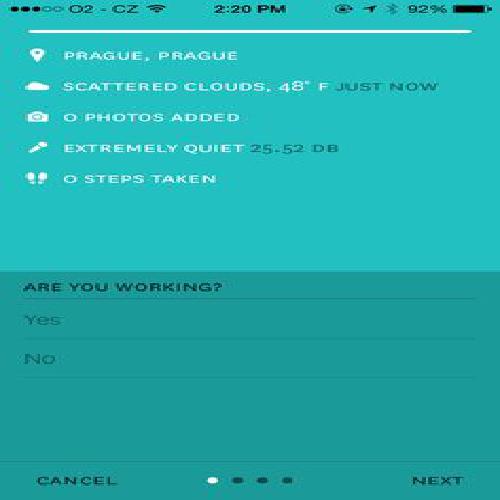 O2 - CZ 2:20 PM 92%
PRAGUE, PRAGUE
SCATTERED CLOUDS, 48° F JUST NOW
0 PHOTOS ADDED
EXTREMELY QUIET 25.52 DB
0 STEPS TAKEN
ARE YOU WORKING?
Yes
No
CANCEL NEXT